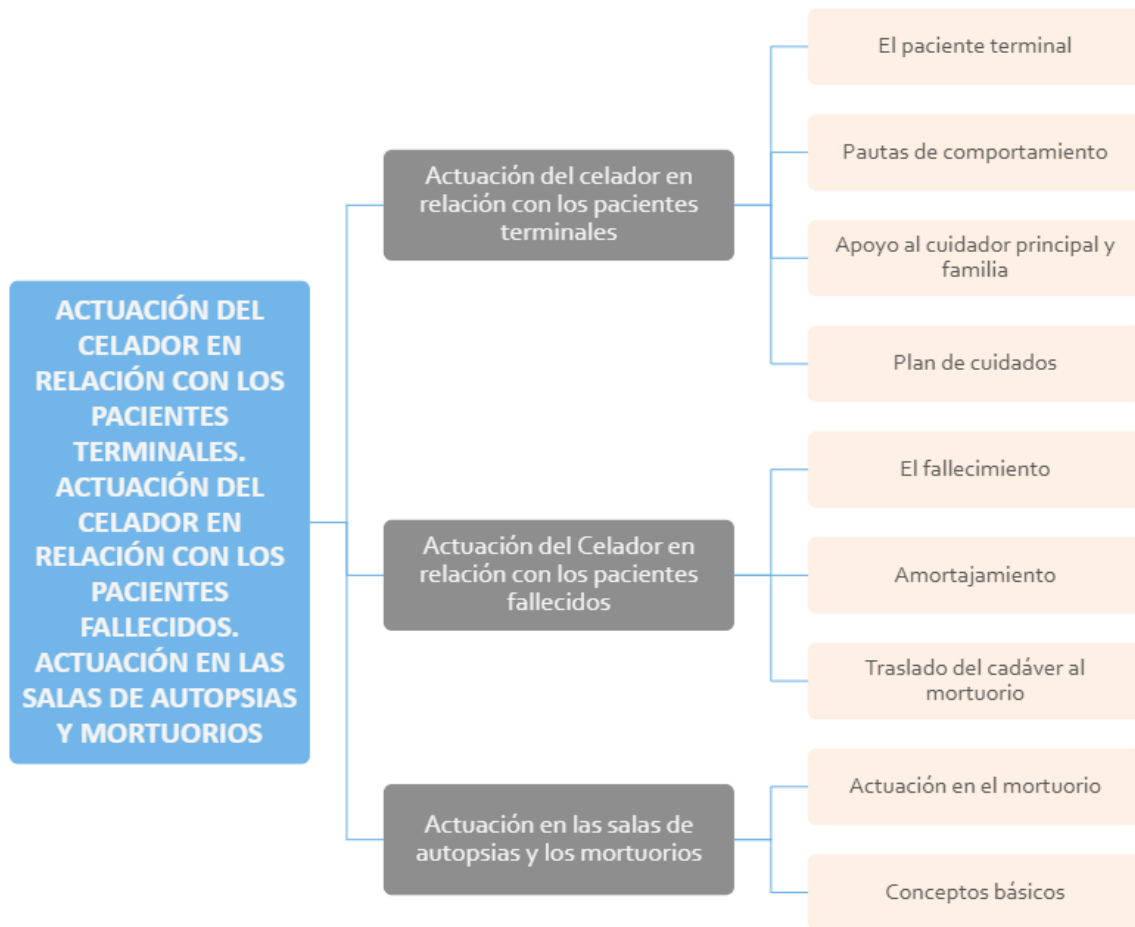 ACTUACIÓN DEL
CELADOR EN
RELACIÓN CON LOS
PACIENTES
TERMINALES.
ACTUACIÓN DEL
CELADOR EN
RELACIÓN CON LOS
PACIENTES
FALLECIDOS.
ACTUACIÓN EN LAS
SALAS DE AUTOPSIAS
Y MORTUORIOS
Actuación del celador en
relación con los pacientes
terminales
El paciente terminal
Pautas de comportamiento
Apoyo al cuidador principal y
familia
Plan de cuidados
Actuación del Celador en
relación con los pacientes
fallecidos
El fallecimiento
Amortajamiento
Traslado del cadáver al
mortuorio
Actuación en las salas de
autopsias y los mortuorios
Actuación en el mortuorio
Conceptos básicos